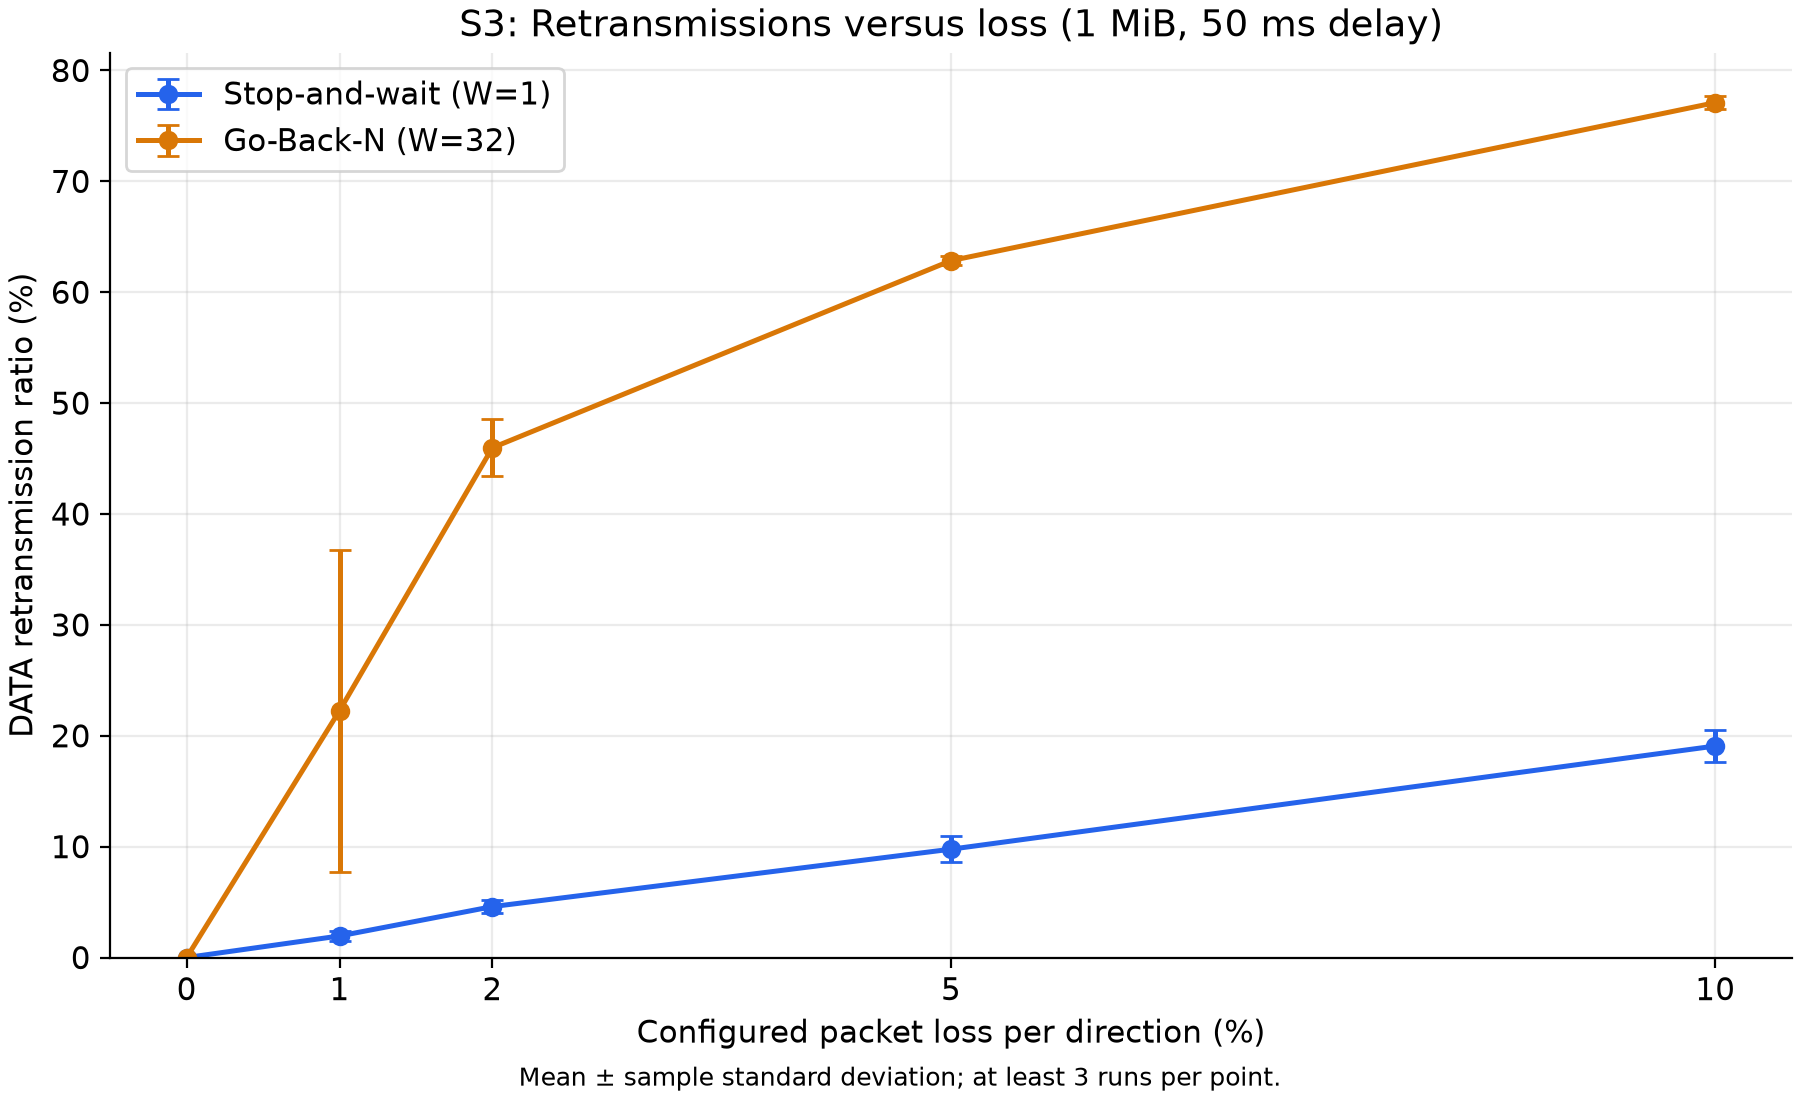 S3: Retransmissions versus loss (1 MiB, 50 ms delay)
Stop-and-wait (W=1)
Go-Back-N (W=32)
DATA retransmission ratio (%)
80
70
60
50
40
30
20
10
0
0 1 2 5 10
Configured packet loss per direction (%)
Mean ± sample standard deviation; at least 3 runs per point.